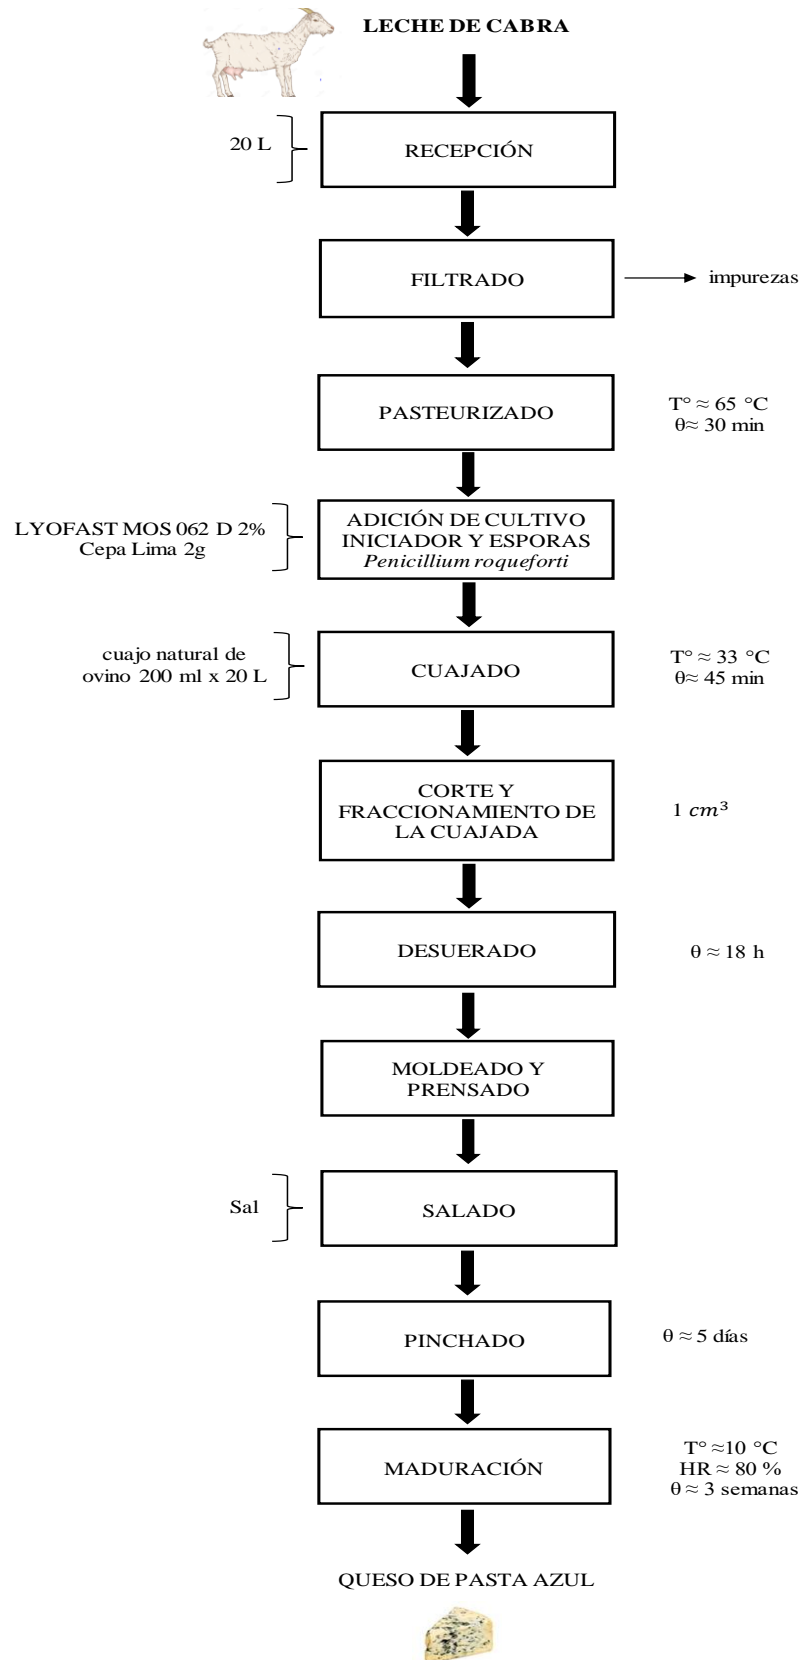 LECHE DE CABRA
20 L
RECEPCIÓN
FILTRADO
impurezas
PASTEURIZADO
T° ≈ 65 °C
θ≈ 30 min
LYOFAST MOS 062 D 2%
Cepa Lima 2g
ADICIÓN DE CULTIVO
INICIADOR Y ESPORAS
Penicillium roqueforti
cuajo natural de
ovino 200 ml x 20 L
CUAJADO
T° ≈ 33 °C
θ≈ 45 min
CORTE Y
FRACCIONAMIENTO DE
LA CUAJADA
1 cm³
DESUERADO
θ ≈ 18 h
MOLDEADO Y
PRENSADO
Sal
SALADO
PINCHADO
θ ≈ 5 días
MADURACIÓN
T° ≈10 °C
HR ≈ 80 %
θ ≈ 3 semanas
QUESO DE PASTA AZUL